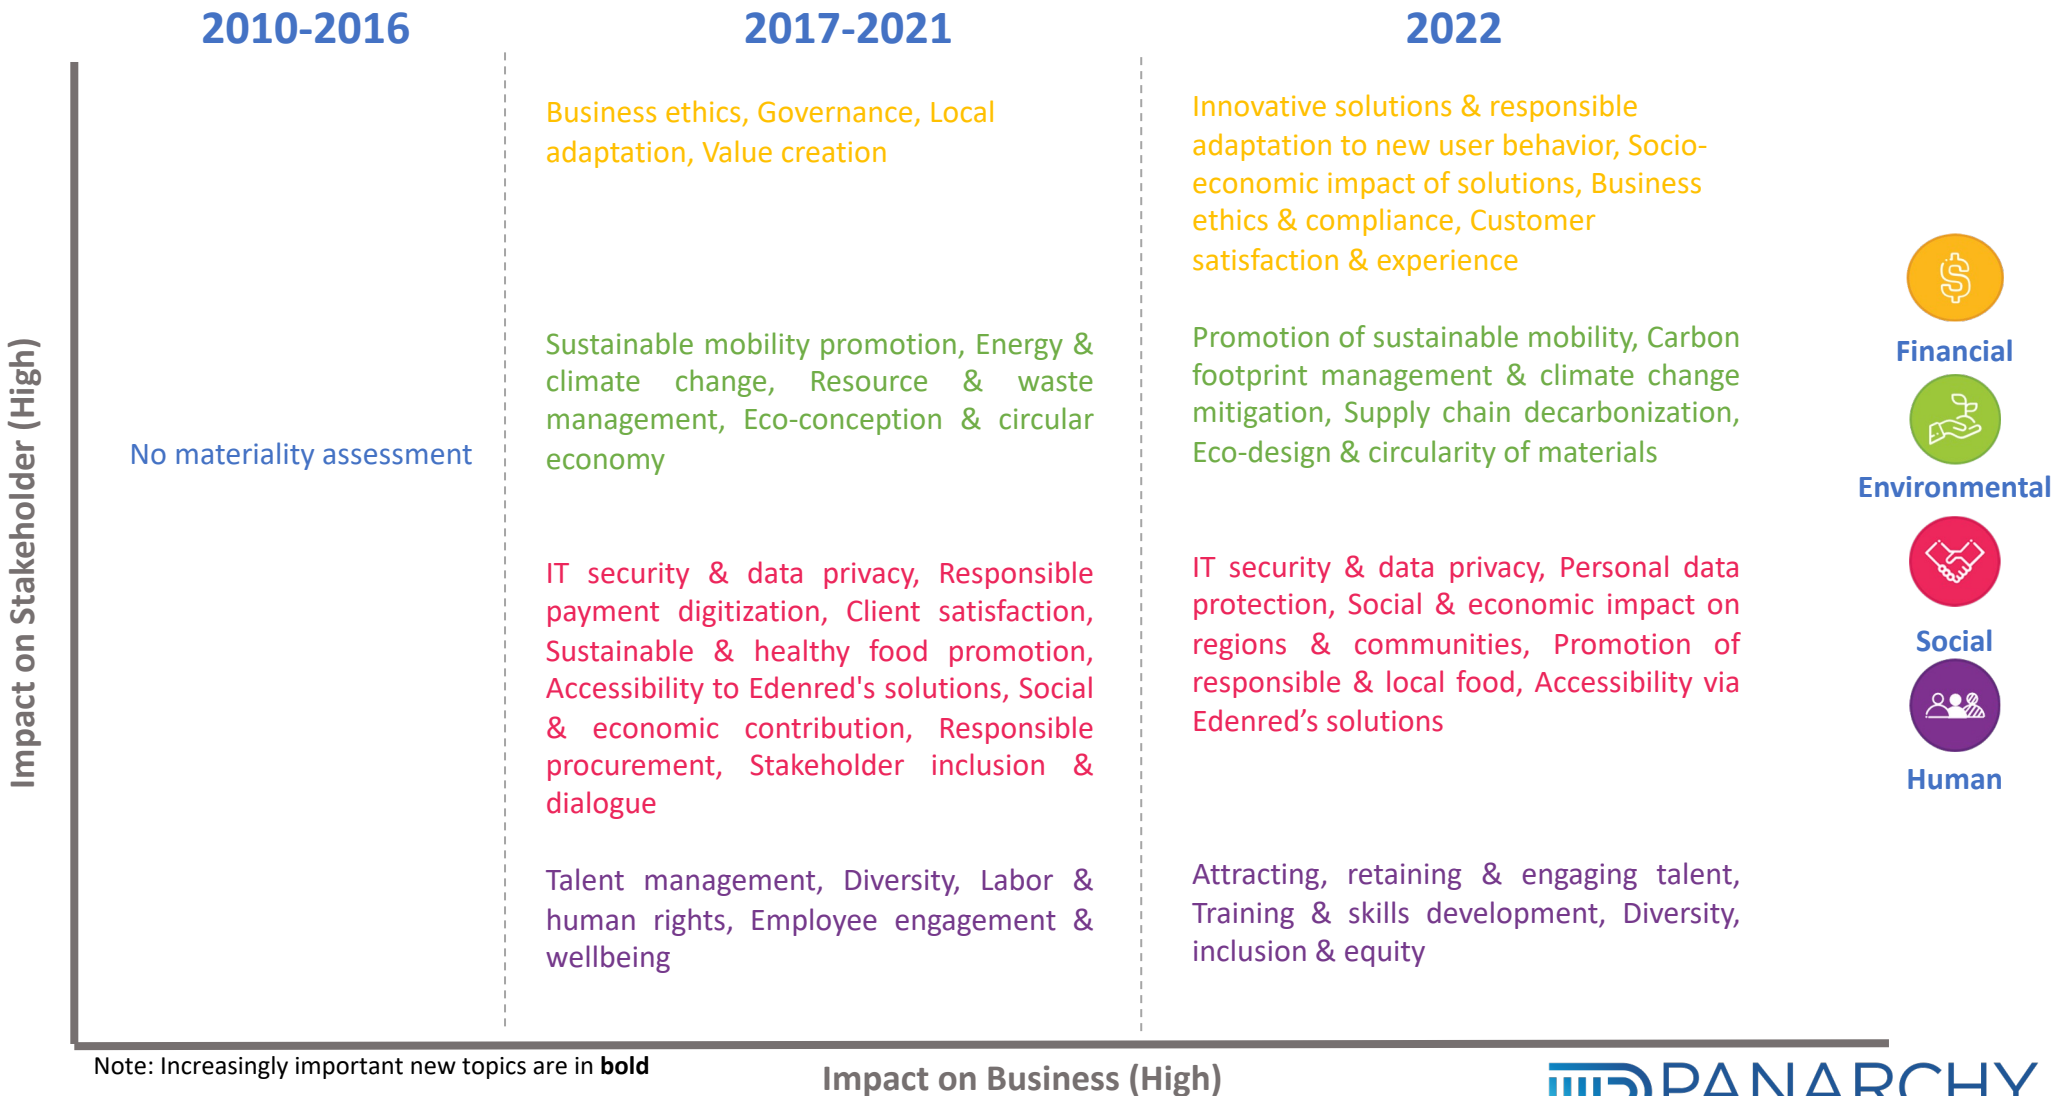 2010-2016
2017-2021
2022
Impact on Stakeholder (High)
No materiality assessment
Business ethics, Governance, Local
adaptation, Value creation
Sustainable mobility promotion, Energy &
climate change, Resource & waste
management, Eco-conception & circular
economy
IT security & data privacy, Responsible
payment digitization, Client satisfaction,
Sustainable & healthy food promotion,
Accessibility to Edenred's solutions, Social
& economic contribution, Responsible
procurement, Stakeholder inclusion &
dialogue
Talent management, Diversity, Labor &
human rights, Employee engagement &
wellbeing
Innovative solutions & responsible
adaptation to new user behavior, Socio-
economic impact of solutions, Business
ethics & compliance, Customer
satisfaction & experience
Promotion of sustainable mobility, Carbon
footprint management & climate change
mitigation, Supply chain decarbonization,
Eco-design & circularity of materials
IT security & data privacy, Personal data
protection, Social & economic impact on
regions & communities, Promotion of
responsible & local food, Accessibility via
Edenred’s solutions
Attracting, retaining & engaging talent,
Training & skills development, Diversity,
inclusion & equity
$
Financial
Environmental
Social
Human
Note: Increasingly important new topics are in bold
Impact on Business (High)
PANARCHY